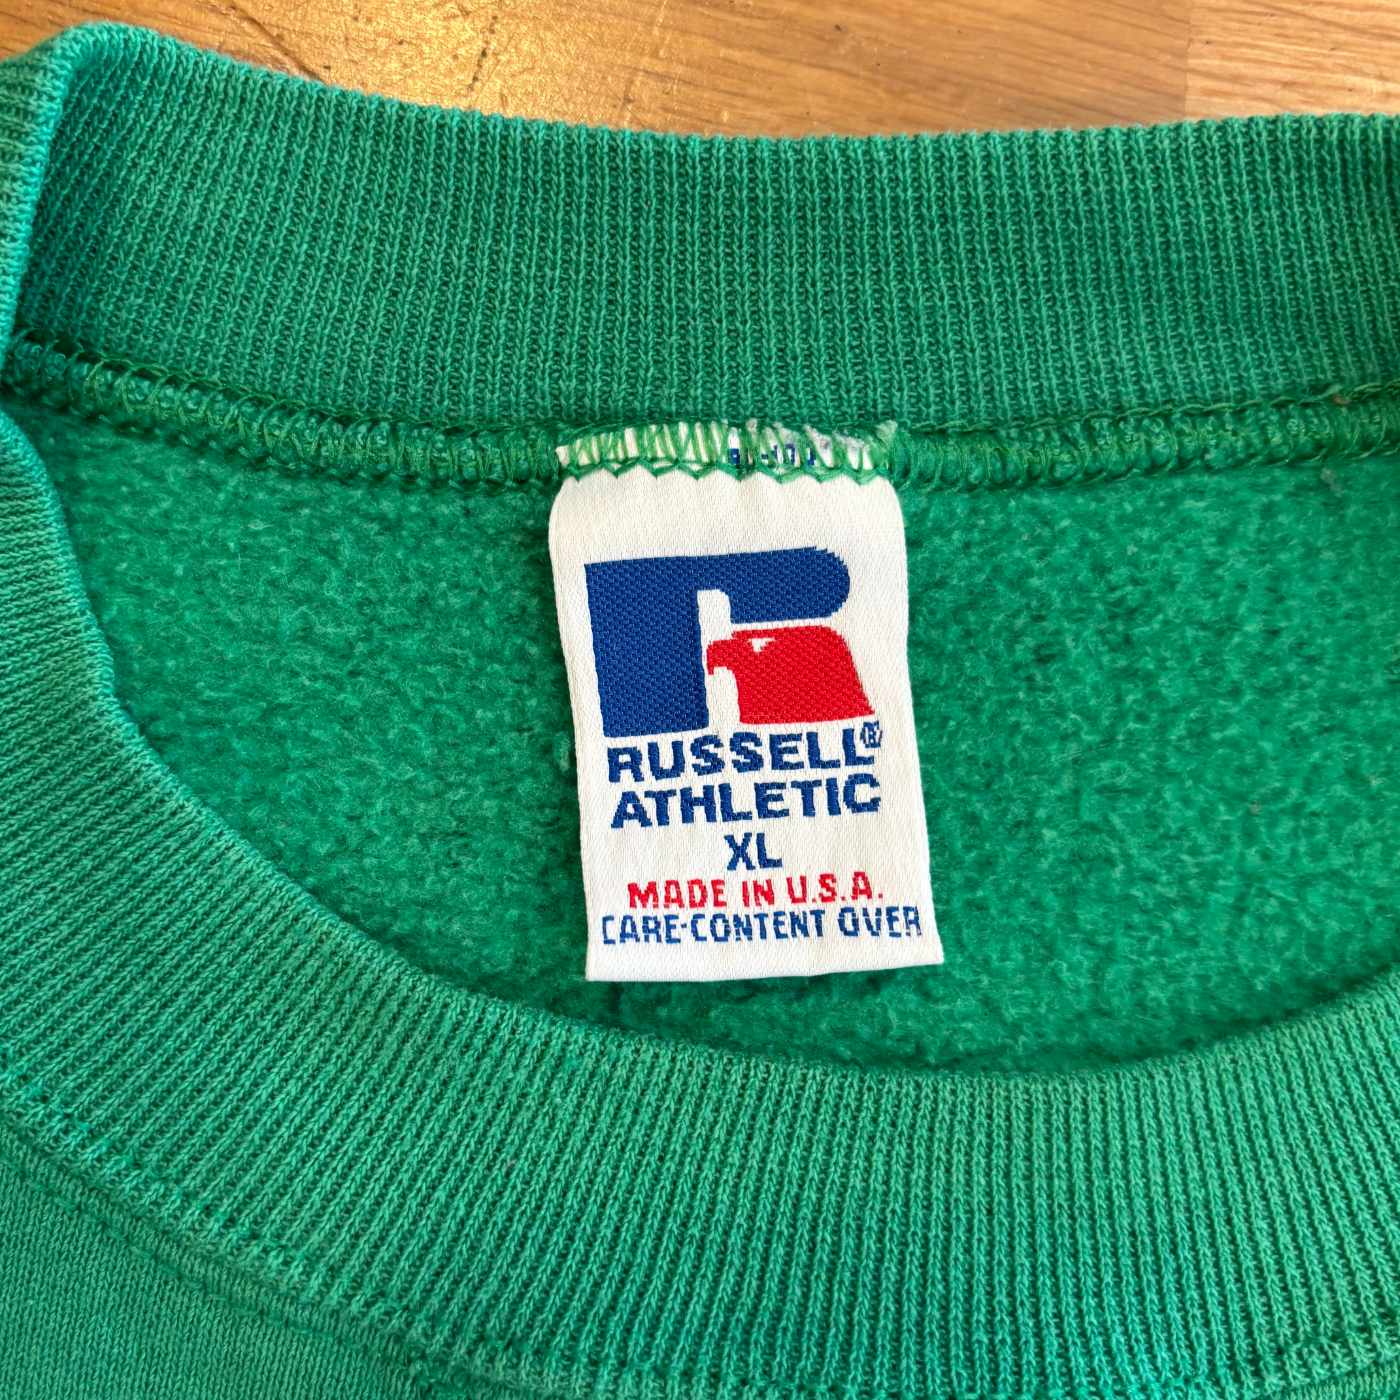 RUSSELL®
ATHLETIC
XL
MADE IN U.S.A.
CARE-CONTENT OVER